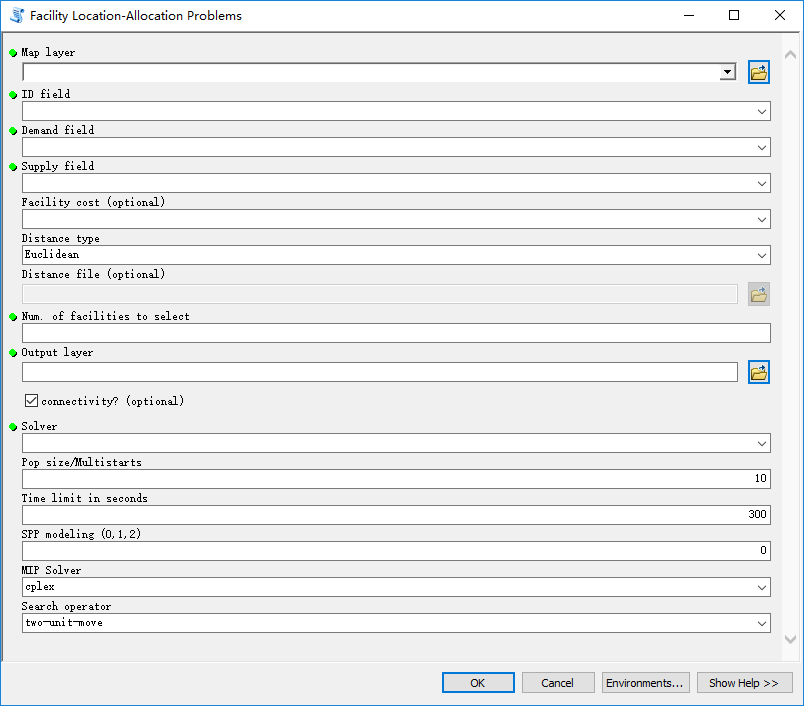 Facility Location-Allocation Problems
Map layer
ID field
Demand field
Supply field
Facility cost (optional)
Distance type
Euclidean
Distance file (optional)
Num. of facilities to select
Output layer
connectivity? (optional)
Solver
Pop size/Multistarts
10
Time limit in seconds
300
SPP modeling (0,1,2)
0
MIP Solver
cplex
Search operator
two-unit-move
OK Cancel Environments... Show Help >>